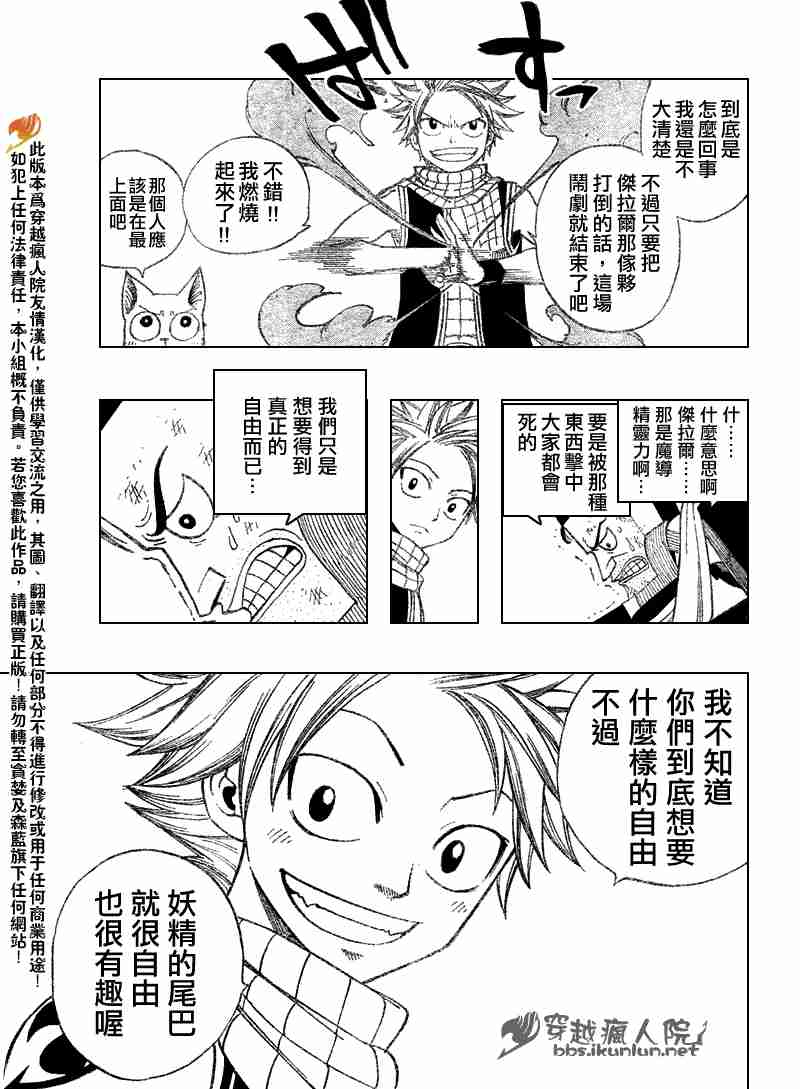 ばばっ
到底是
怎麼回事
我還是不
大清楚
不過只要把
傑拉爾那傢夥
打倒的話，這場
鬧劇就結束了吧
不錯!!
我燃燒
起來了!!
那個人應
該是在最
上面吧
什……
什麼意思啊
傑拉爾……
那是魔導
精靈力啊…
要是被那種
東西擊中
大家都會
死的
我們只是
想要得到
真正的
自由而已…
我不知道
你們到底想要
什麼樣的自由
不過
妖精的尾巴
就很自由
也很有趣喔
此版本爲穿越瘋人院友情漢化，僅供學習交流之用，其圖、翻譯以及任何部分不得進行修改或用于任何商業用途！
如犯上任何法律責任，本小組概不負責。若您喜歡此作品，請購買正版！請勿轉至貪婪及森藍旗下任何網站！
穿越瘋人院
bbs.ikunlun.net